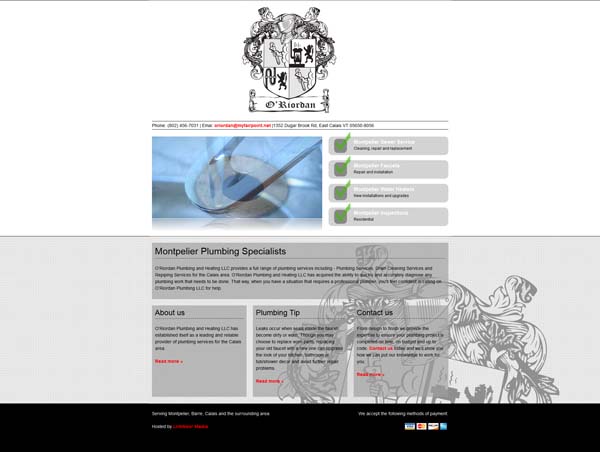 O'Riordan
Phone: (802) 456-7031 | Email: oriordan@myfairpoint.net |1352 Dugar Brook Rd, East Calais VT 05650-8056
Montpelier Sewer Service
Cleaning, repair and replacement
Montpelier Faucets
Repair and installation
Montpelier Water Heaters
New installations and upgrades
Montpelier Inspections
Residential
Montpelier Plumbing Specialists
O'Riordan Plumbing and Heating LLC provides a full range of plumbing services including - Plumbing Services, Drain Cleaning Services and
Repiping Services for the Calais area. O'Riordan Plumbing and Heating LLC has acquired the ability to quickly and accurately diagnose any
plumbing work that needs to be done. That way, when you have a situation that requires a professional plumber, you'll feel confident in calling on
O'Riordan Plumbing LLC for help.
About us
O'Riordan Plumbing and Heating LLC has
established itself as a leading and reliable
provider of plumbing services for the Calais
area.
Read more »
Plumbing Tip
Leaks occur when seals inside the faucet
become dirty or worn. Though you may
choose to replace worn parts, replacing
your old faucet with a new one can upgrade
the look of your kitchen, bathroom or
tub/shower decor and avoid further repair
problems.
Read more »
Contact us
From design to finish we provide the
expertise to ensure your plumbing project is
completed on time, on budget and up to
code. Contact us today and we'll show you
how we can put our knowledge to work for
you.
Read more »
Serving Montpelier, Barre, Calais and the surrounding area
We accept the following methods of payment:
Hosted by